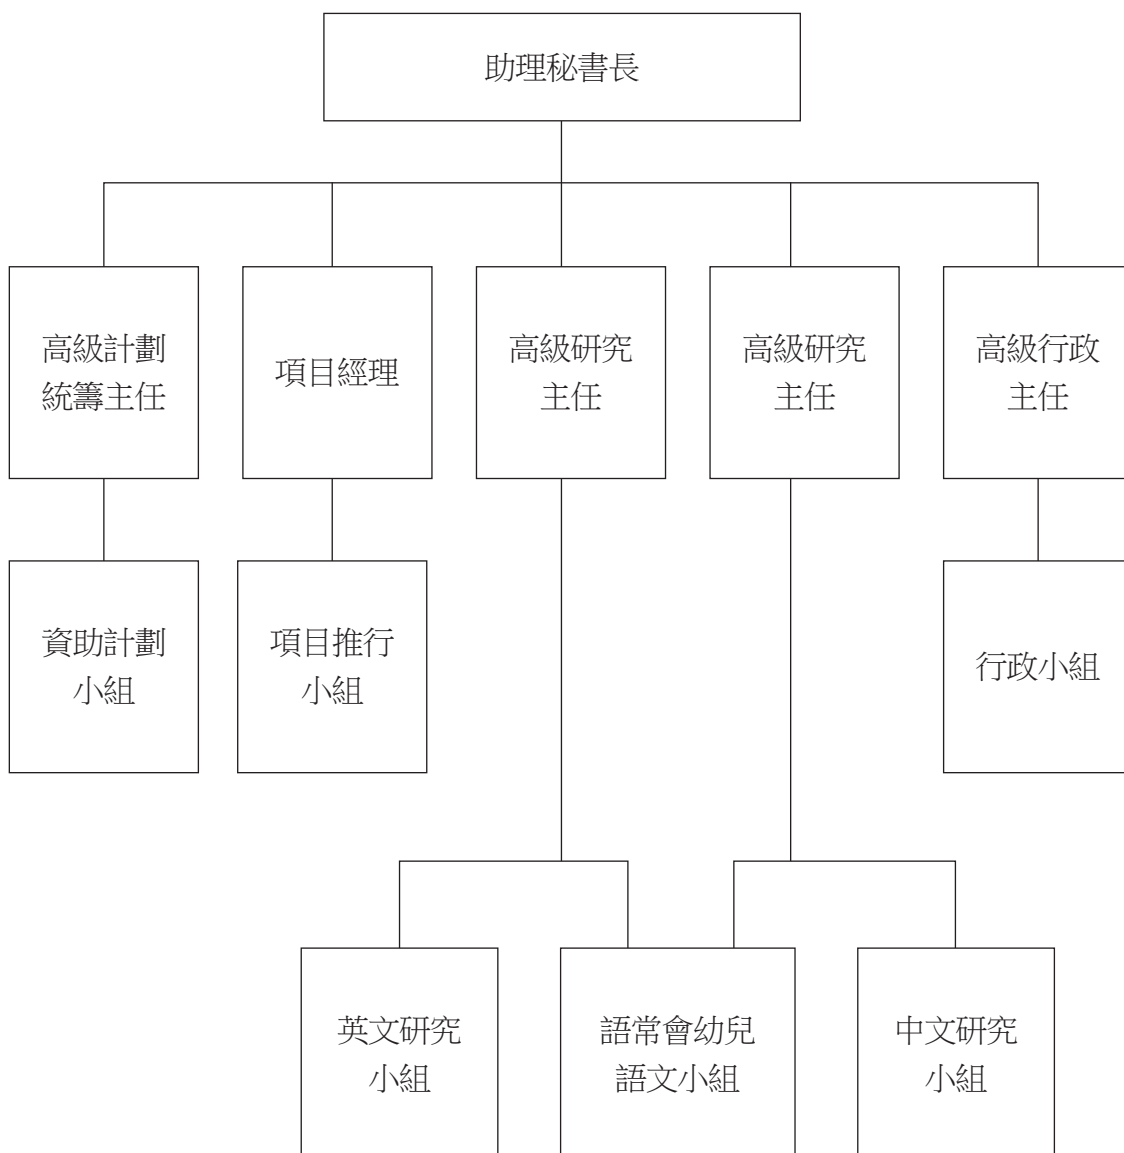 助理秘書長
高級計劃
統籌主任
項目經理
高級研究
主任
高級研究
主任
高級行政
主任
資助計劃
小組
項目推行
小組
行政小組
英文研究
小組
語常會幼兒
語文小組
中文研究
小組